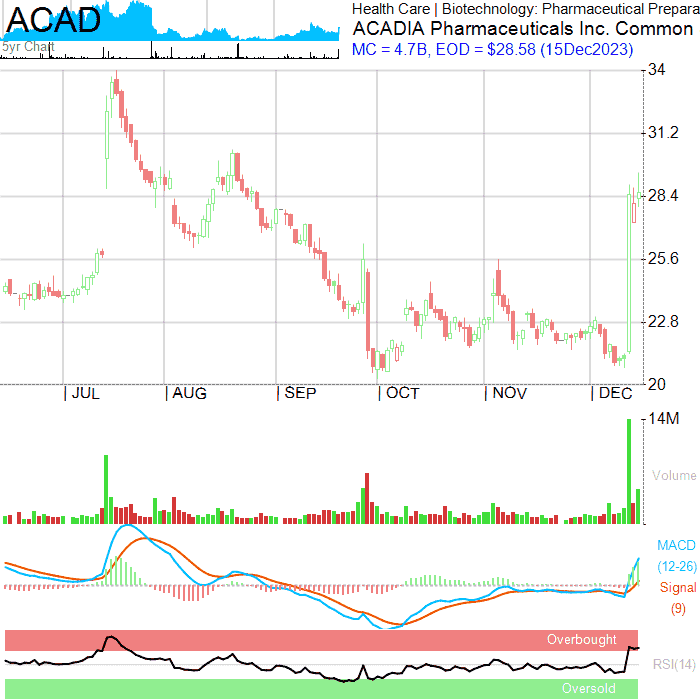 ACAD
5yr Chart
Health Care | Biotechnology: Pharmaceutical Prepara
ACADIA Pharmaceuticals Inc. Common
MC = 4.7B, EOD = $28.58 (15Dec2023)
34
31.2
28.4
25.6
22.8
20
| JUL | AUG | SEP | OCT | NOV | DEC
14M
Volume
MACD
(12-26)
Signal
(9)
Overbought
RSI(14)
Oversold